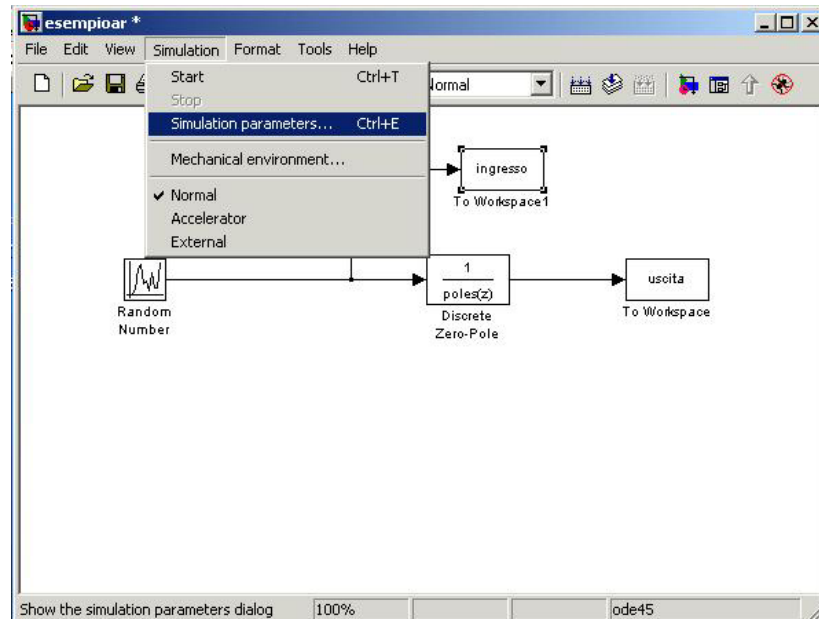 esempioar *
File Edit View Simulation Format Tools Help
Normal
Start Ctrl+T
Stop
Simulation parameters... Ctrl+E
Mechanical environment...
Normal
Accelerator
External
ingresso
To Workspace1
1
poles(z)
uscita
Random
Number
Discrete
Zero-Pole
To Workspace
Show the simulation parameters dialog 100% ode45